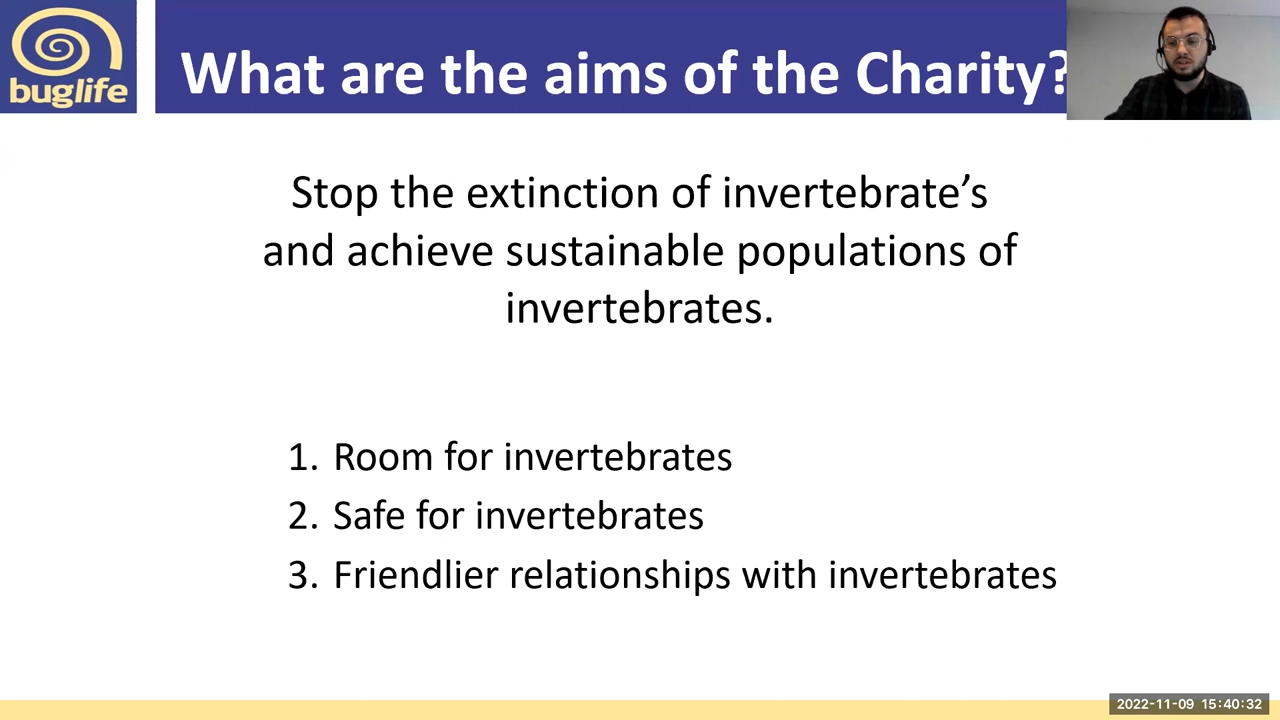 buglife
What are the aims of the Charity?
Stop the extinction of invertebrate’s
and achieve sustainable populations of
invertebrates.
1. Room for invertebrates
2. Safe for invertebrates
3. Friendlier relationships with invertebrates
2022-11-09 15:40:32